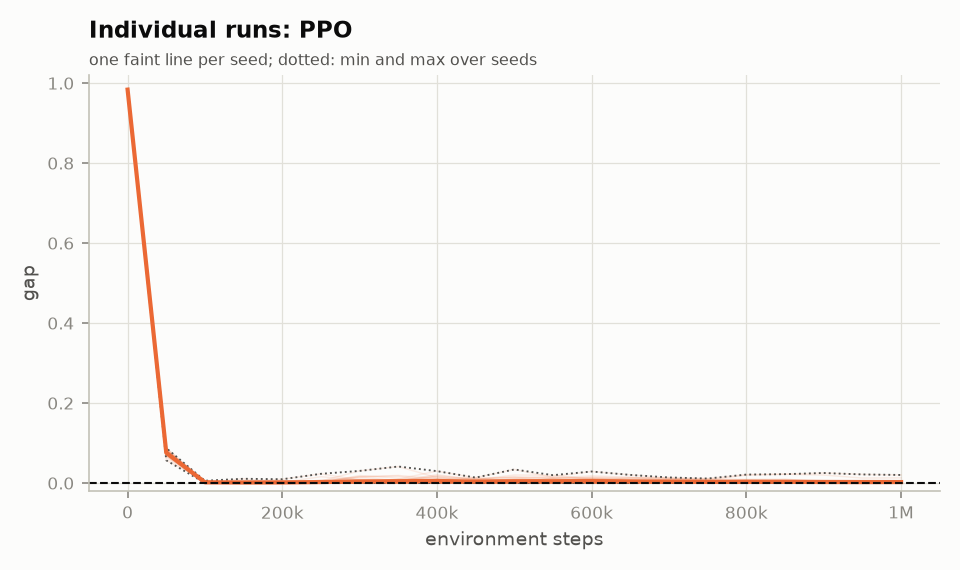 Individual runs: PPO
one faint line per seed; dotted: min and max over seeds
1.0
0.8
0.6
0.4
0.2
0.0
gap
0 200k 400k 600k 800k 1M
environment steps